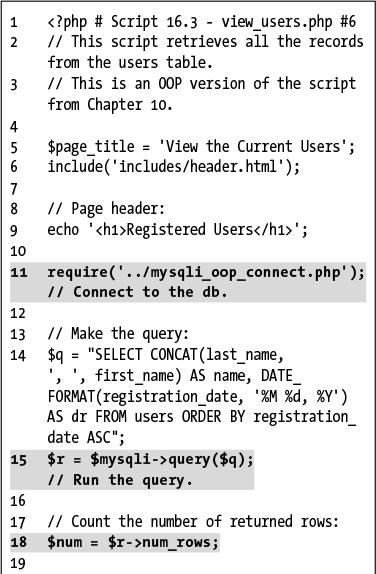 1 <?php # Script 16.3 - view_users.php #6
2 // This script retrieves all the records
from the users table.
3 // This is an OOP version of the script
from Chapter 10.
4
5 $page_title = 'View the Current Users';
6 include('includes/header.html');
7
8 // Page header:
9 echo '<h1>Registered Users</h1>';
10
11 require('../mysqli_oop_connect.php');
// Connect to the db.
12
13 // Make the query:
14 $q = "SELECT CONCAT(last_name,
', ', first_name) AS name, DATE_
FORMAT(registration_date, '%M %d, %Y')
AS dr FROM users ORDER BY registration_
date ASC";
15 $r = $mysqli->query($q);
// Run the query.
16
17 // Count the number of returned rows:
18 $num = $r->num_rows;
19